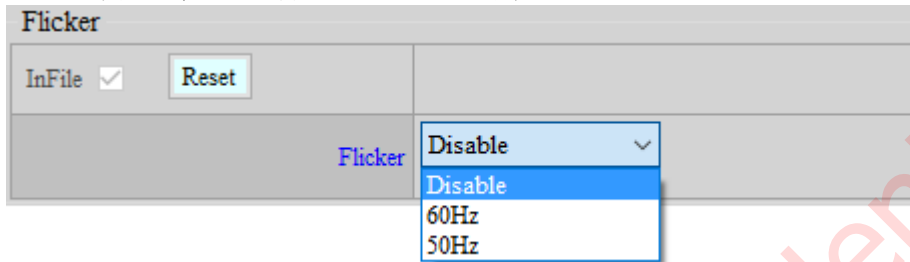 Flicker
InFile Reset
Flicker Disable
Disable
60Hz
50Hz